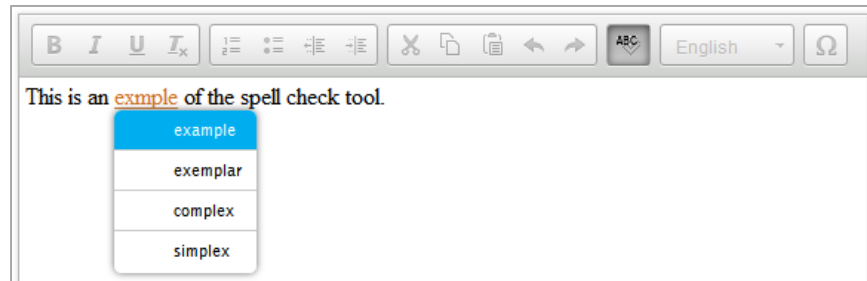 B I U Tx ABC English Ω
This is an exmple of the spell check tool.
example
exemplar
complex
simplex